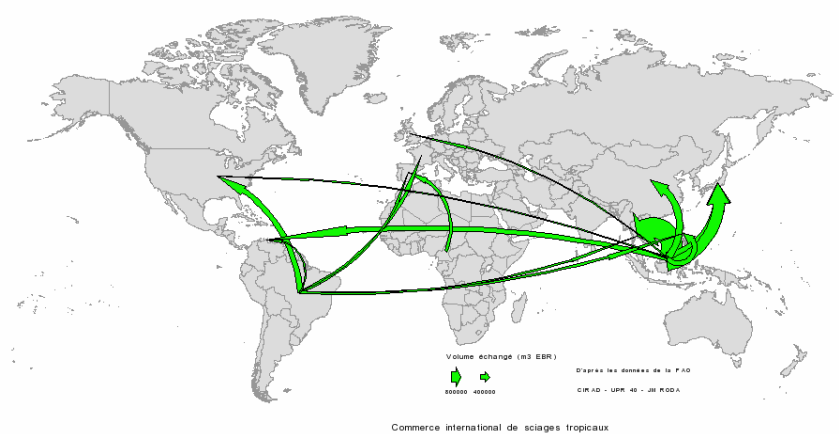 Volume échangé (m3 EBR)
800000 400000
D'après les données de la FAO
CIRAD - UPR 40 - JM RODA
Commerce international de sciages tropicaux